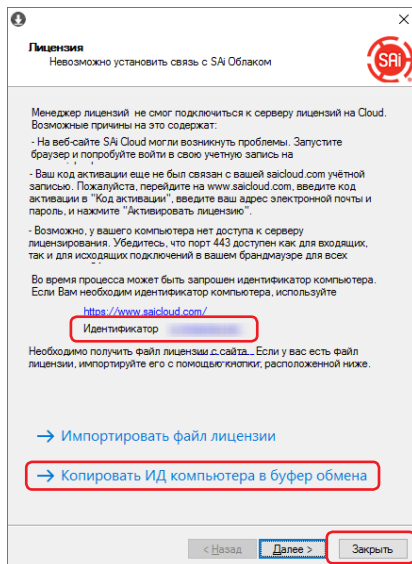 Лицензия
Невозможно установить связь с SAi Облаком
SAi
Менеджер лицензий не смог подключиться к серверу лицензий на Cloud.
Возможные причины на это содержат:
- На веб-сайте SAi Cloud могли возникнуть проблемы. Запустите
браузер и попробуйте войти в свою учетную запись на
- Ваш код активации еще не был связан с вашей saicloud.com учётной
записью. Пожалуйста, перейдите на www.saicloud.com, введите код
активации в "Код активации", введите ваш адрес электронной почты и
пароль, и нажмите "Активировать лицензию".
- Возможно, у вашего компьютера нет доступа к серверу
лицензирования. Убедитесь, что порт 443 доступен как для входящих,
так и для исходящих подключений в вашем брандмауэре для всех
Во время процесса может быть запрошен идентификатор компьютера.
Если Вам необходим идентификатор компьютера, используйте
https://www.saicloud.com/
Идентификатор
Необходимо получить файл лицензии с сайта. Если у вас есть файл
лицензии, импортируйте его с помощью кнопки, расположенной ниже.
→ Импортировать файл лицензии
→ Копировать ИД компьютера в буфер обмена
< Назад Далее > Закрыть